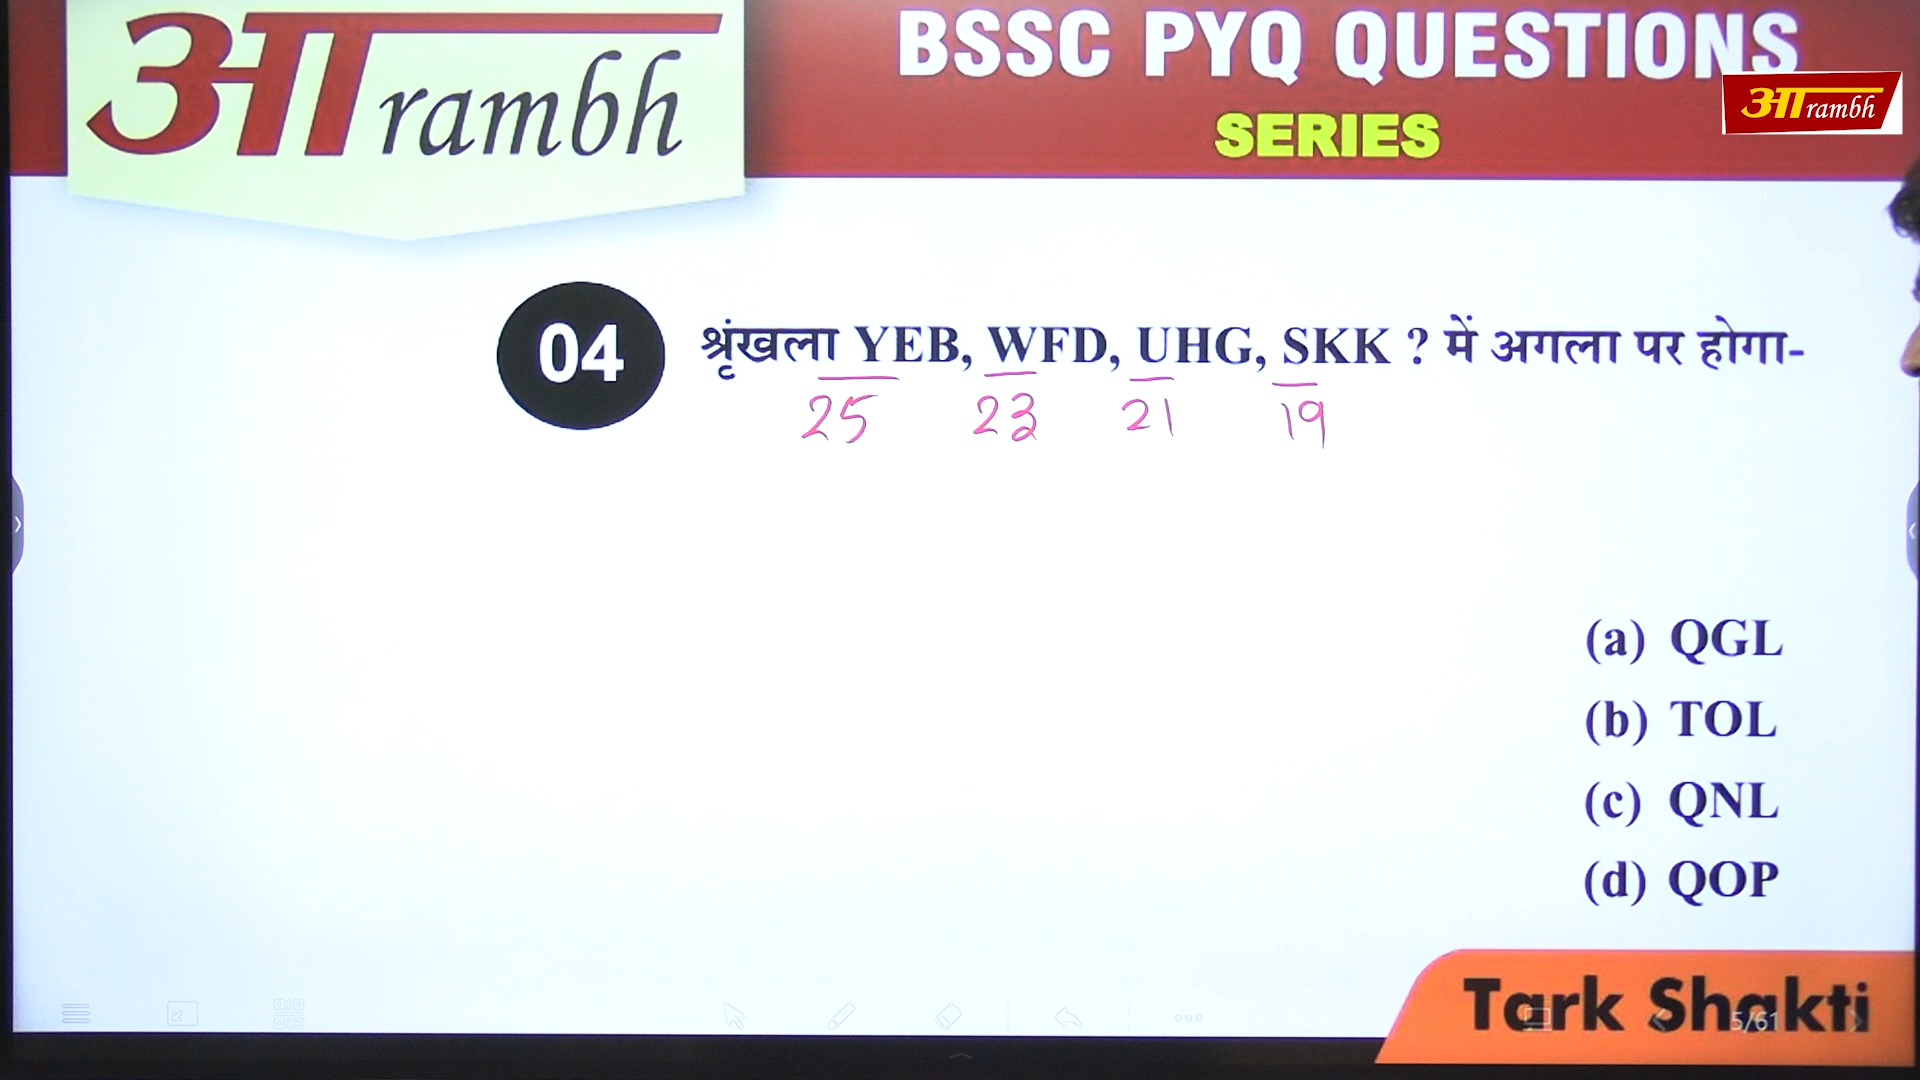 आrambh
BSSC PYQ QUESTIONS
SERIES
आrambh
04
श्रृंखला YEB, WFD, UHG, SKK ? में अगला पर होगा-
25 23 21 19
(a) QGL
(b) TOL
(c) QNL
(d) QOP
Tark Shakti
5/61